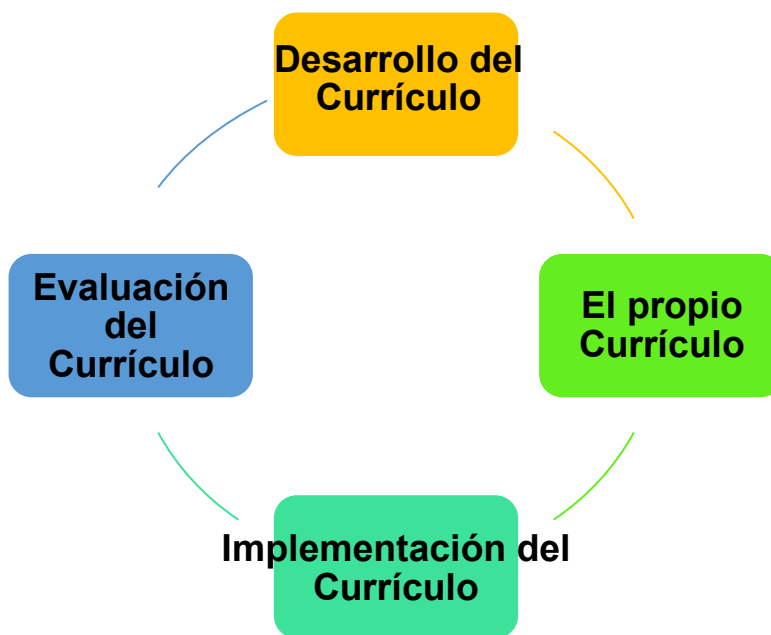 Desarrollo del
Currículo
Evaluación
del
Currículo
El propio
Currículo
Implementación del
Currículo